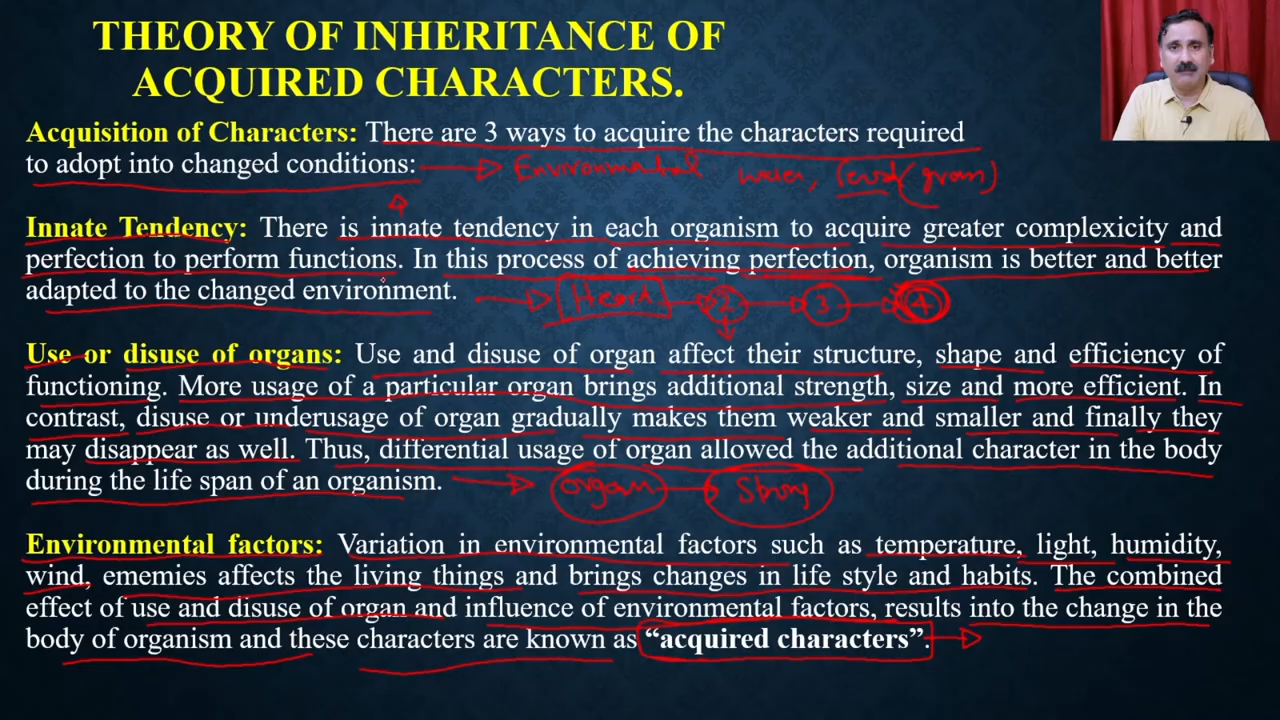 THEORY OF INHERITANCE OF
ACQUIRED CHARACTERS.
Acquisition of Characters: There are 3 ways to acquire the characters required
to adopt into changed conditions:
Environmental water,
Innate Tendency: There is innate tendency in each organism to acquire greater complexicity and
perfection to perform functions. In this process of achieving perfection, organism is better and better
adapted to the changed environment.
Heart 2 3 4
Use or disuse of organs: Use and disuse of organ affect their structure, shape and efficiency of
functioning. More usage of a particular organ brings additional strength, size and more efficient. In
contrast, disuse or underusage of organ gradually makes them weaker and smaller and finally they
may disappear as well. Thus, differential usage of organ allowed the additional character in the body
during the life span of an organism.
organ Strong
Environmental factors: Variation in environmental factors such as temperature, light, humidity,
wind, ememies affects the living things and brings changes in life style and habits. The combined
effect of use and disuse of organ and influence of environmental factors, results into the change in the
body of organism and these characters are known as “acquired characters”.